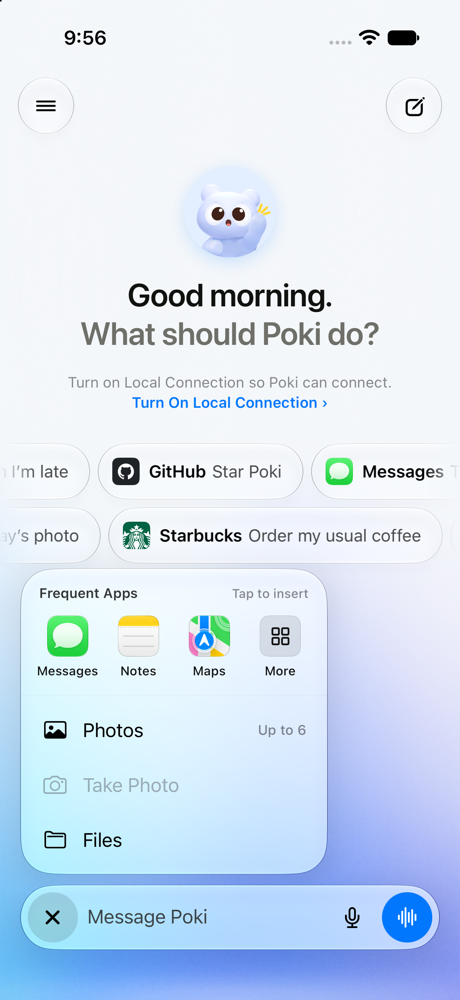 9:56
Good morning.
What should Poki do?
Turn on Local Connection so Poki can connect.
Turn On Local Connection ›
I’m late
GitHub Star Poki
Messages
photo
Starbucks Order my usual coffee
Frequent Apps
Tap to insert
Messages
Notes
Maps
More
Photos
Up to 6
Take Photo
Files
Message Poki